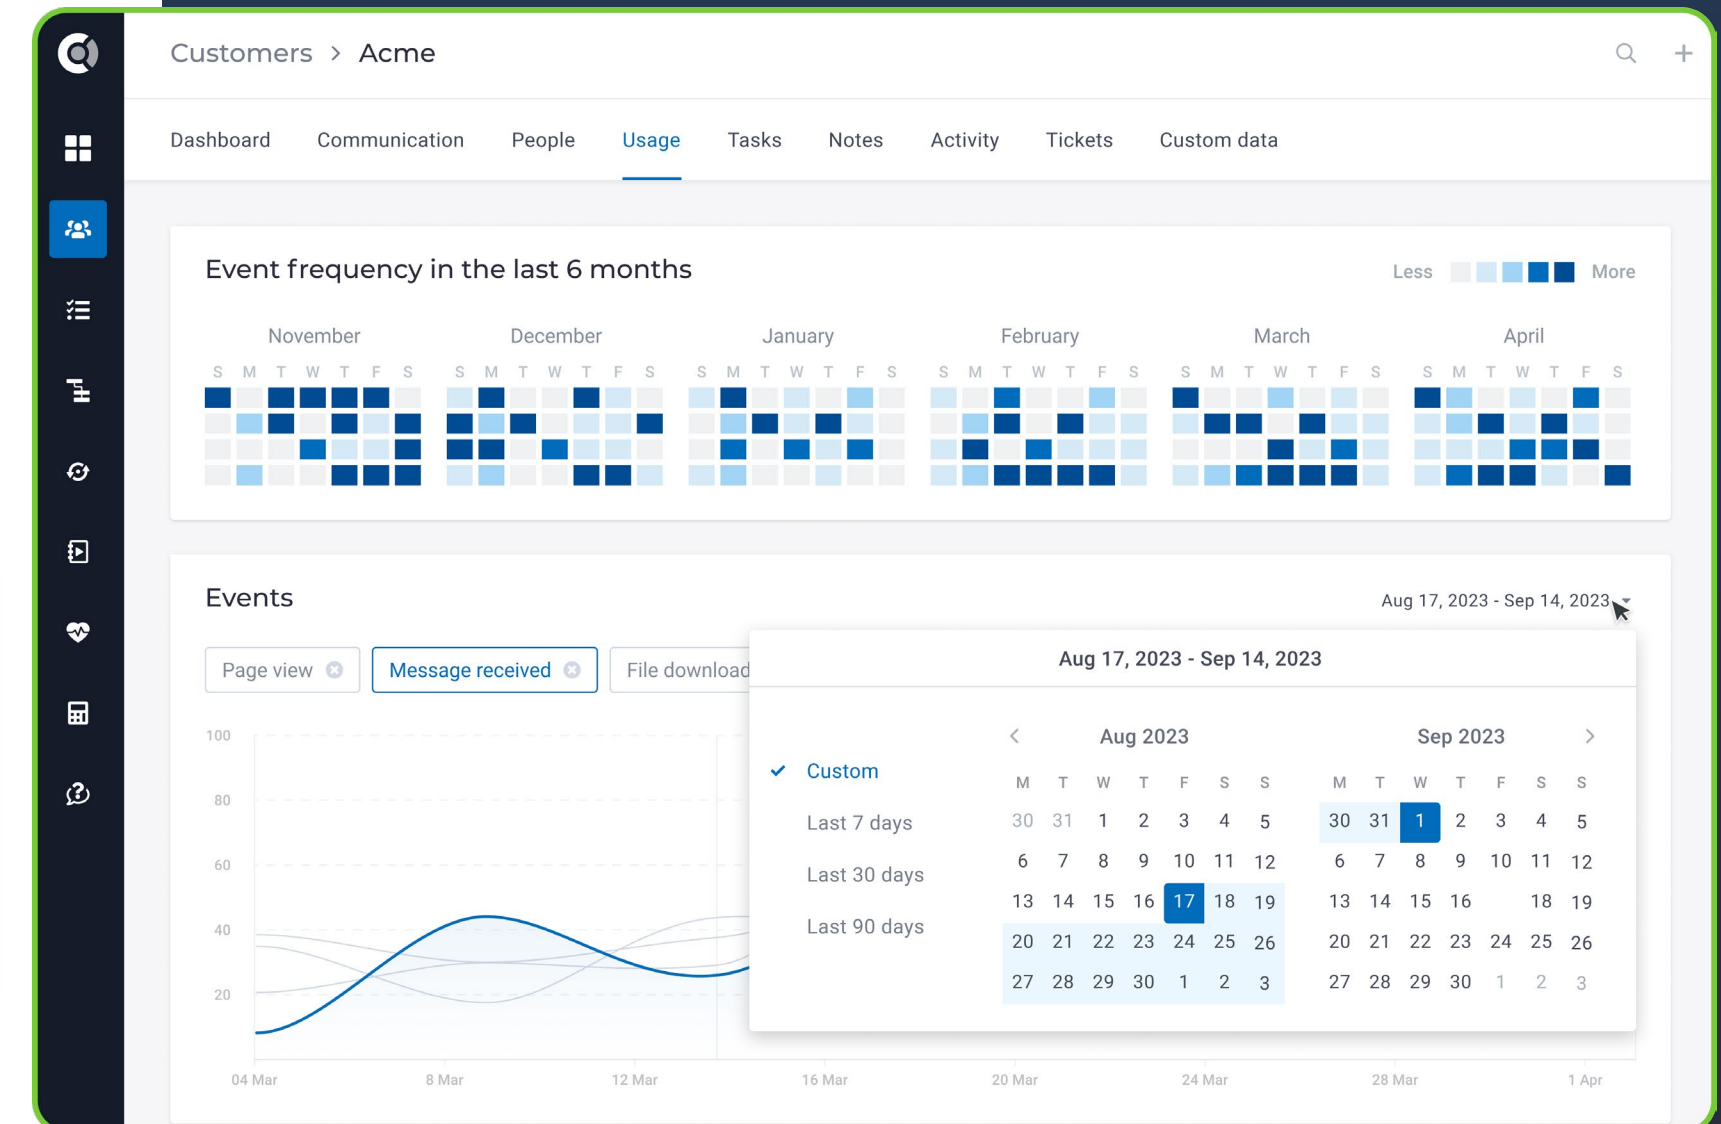 Customers > Acme
Dashboard Communication People Usage Tasks Notes Activity Tickets Custom data
Event frequency in the last 6 months
Less More
November December January February March April
S M T W T F S S M T W T F S S M T W T F S S M T W T F S S M T W T F S S M T W T F S
Events
Aug 17, 2023 - Sep 14, 2023
Page view Message received File download
Aug 17, 2023 - Sep 14, 2023
Custom
Last 7 days
Last 30 days
Last 90 days
Aug 2023
M T W T F S S
30 31 1 2 3 4 5
6 7 8 9 10 11 12
13 14 15 16 17 18 19
20 21 22 23 24 25 26
27 28 29 30 1 2 3
Sep 2023
M T W T F S S
30 31 1 2 3 4 5
6 7 8 9 10 11 12
13 14 15 16 18 19
20 21 22 23 24 25 26
27 28 29 30 1 2 3
100
80
60
40
20
04 Mar 8 Mar 12 Mar 16 Mar 20 Mar 24 Mar 28 Mar 1 Apr